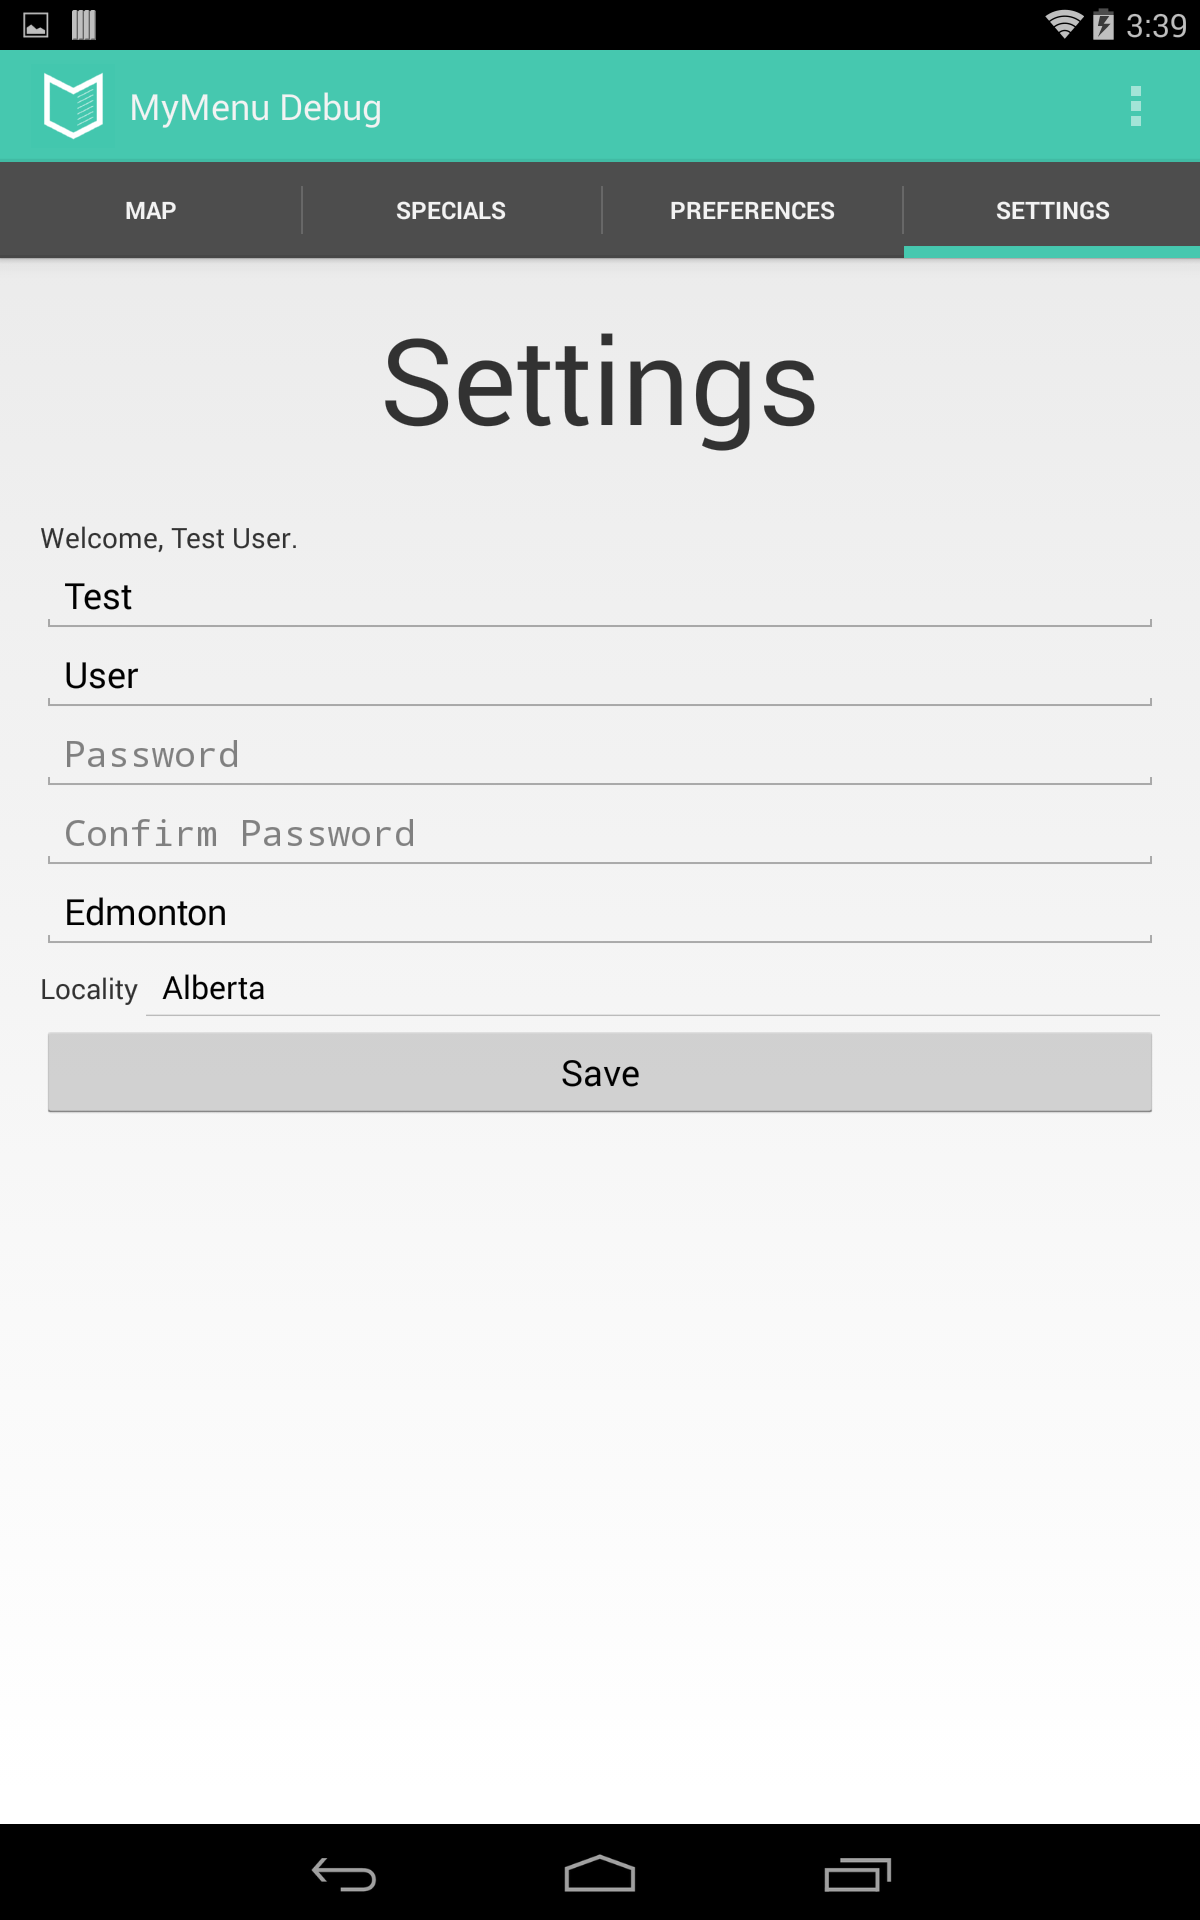 3:39
MyMenu Debug
MAP SPECIALS PREFERENCES SETTINGS
Settings
Welcome, Test User.
Test
User
Password
Confirm Password
Edmonton
Locality Alberta
Save